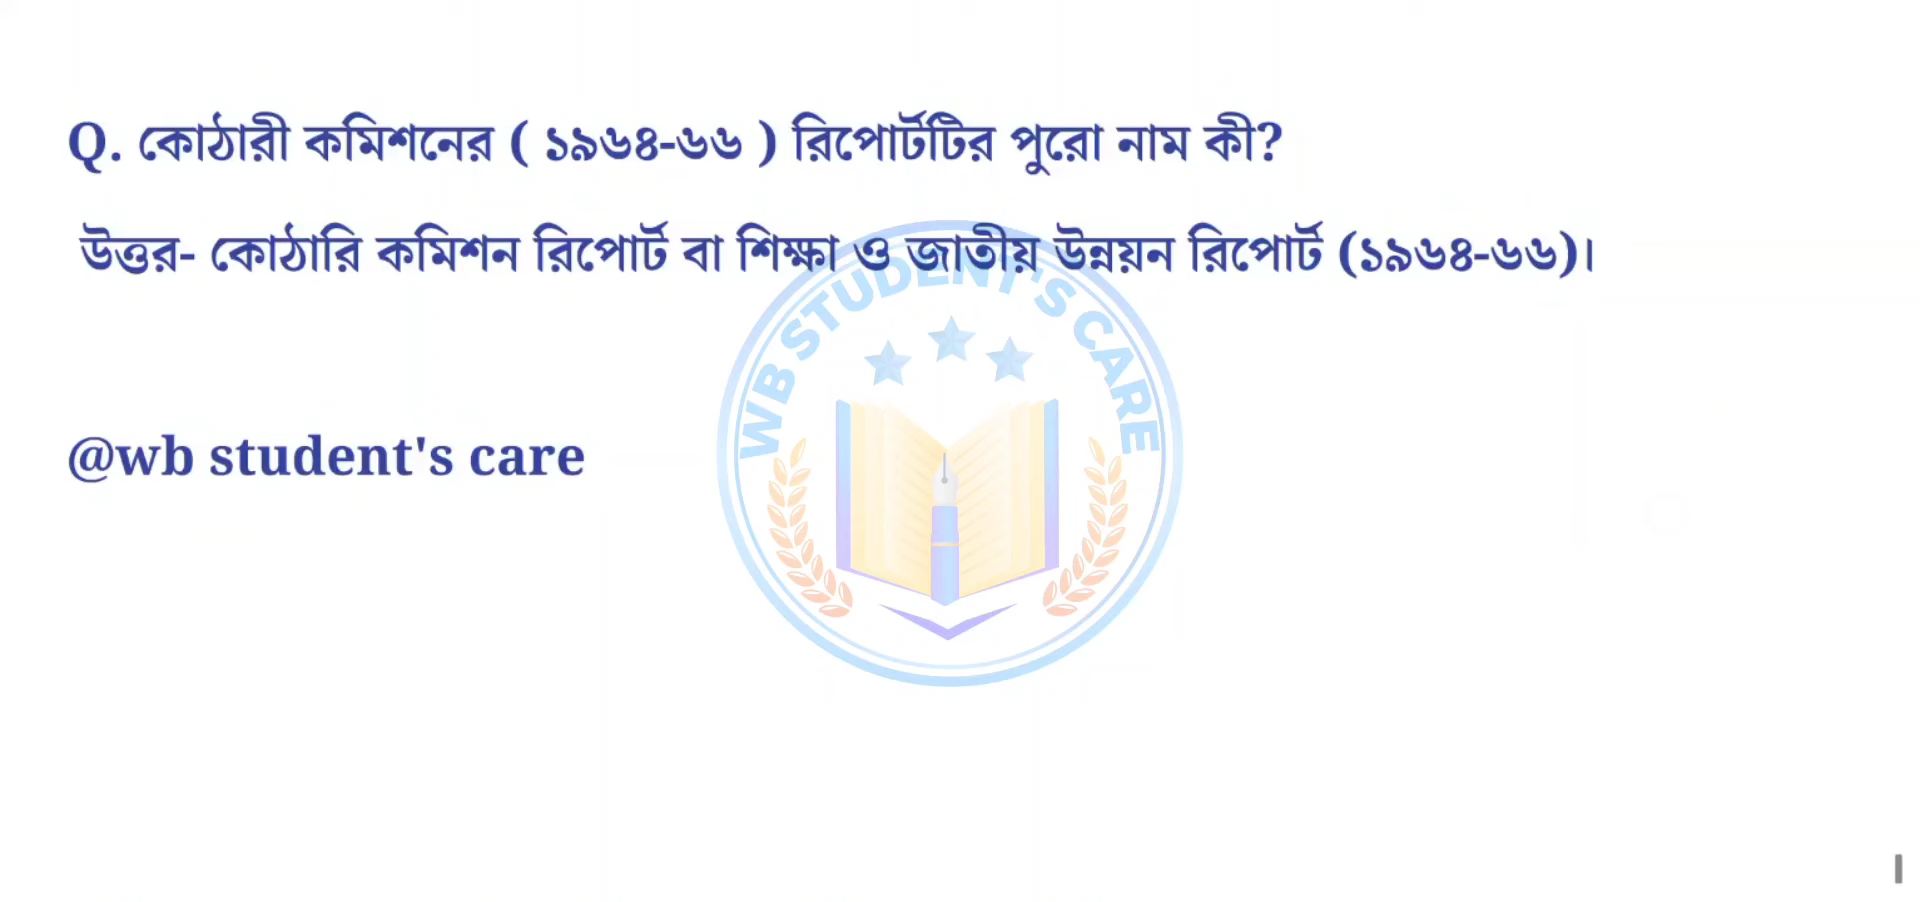 Q. কোঠারী কমিশনের ( ১৯৬৪-৬৬ ) রিপোর্টটির পুরো নাম কী?
উত্তর- কোঠারি কমিশন রিপোর্ট বা শিক্ষা ও জাতীয় উন্নয়ন রিপোর্ট (১৯৬৪-৬৬)।
WB STUDENT'S CARE
@wb student's care